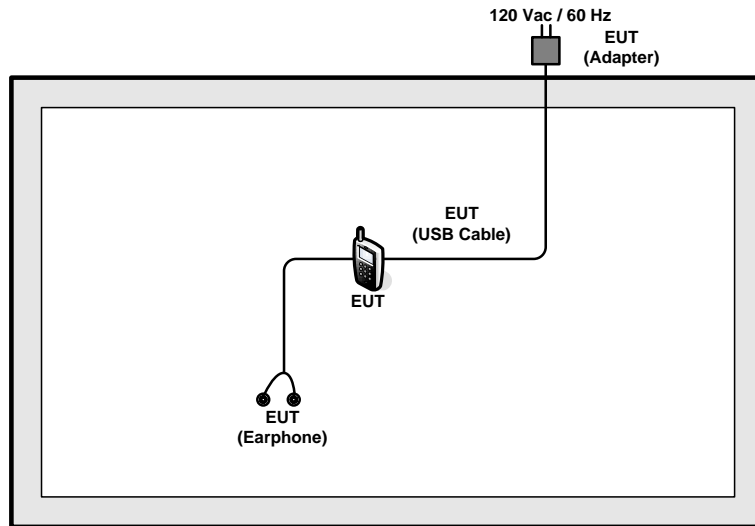 120 Vac / 60 Hz
EUT
(Adapter)
EUT
(USB Cable)
EUT
EUT
(Earphone)